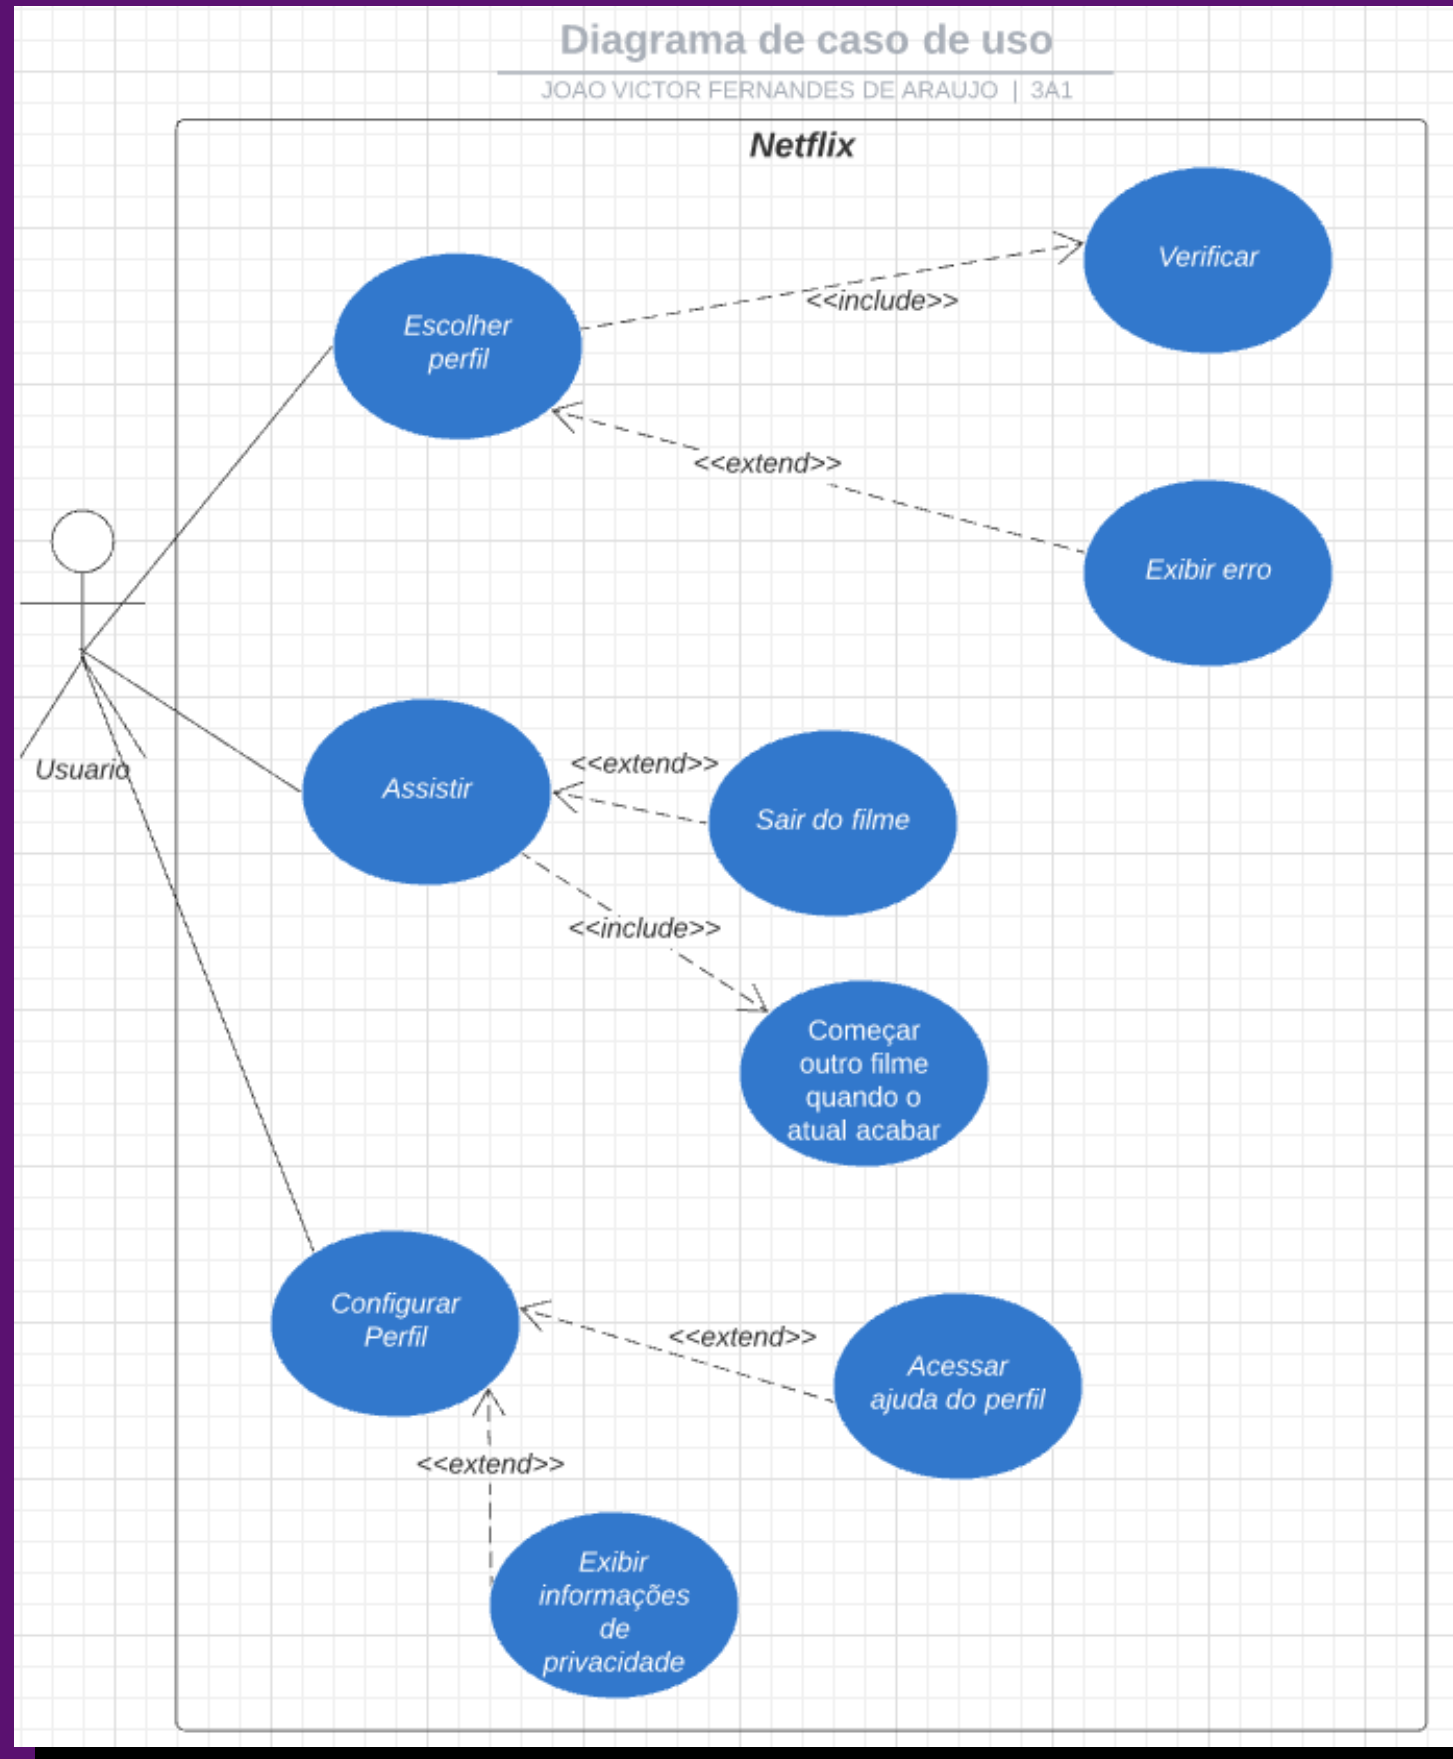 Diagrama de caso de uso
JOAO VICTOR FERNANDES DE ARAUJO | 3A1
Netflix
Verificar
<<include>>
Escolher
perfil
<<extend>>
Exibir erro
Usuario
Assistir
<<extend>>
Sair do filme
<<include>>
Começar
outro filme
quando o
atual acabar
Configurar
Perfil
<<extend>>
Acessar
ajuda do perfil
<<extend>>
Exibir
informações
de
privacidade